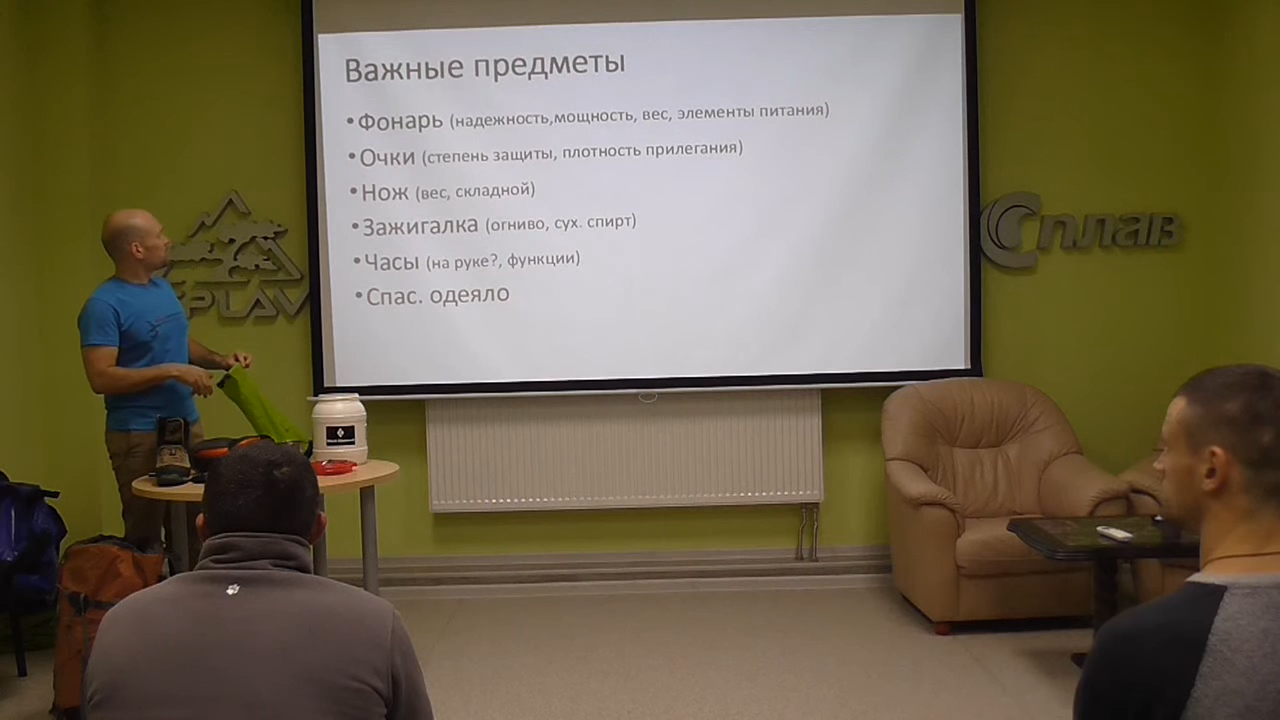 Важные предметы
•Фонарь (надежность,мощность, вес, элементы питания)
•Очки (степень защиты, плотность прилегания)
•Нож (вес, складной)
•Зажигалка (огниво, сух. спирт)
•Часы (на руке?, функции)
•Спас. одеяло
SPLAV
Сплав